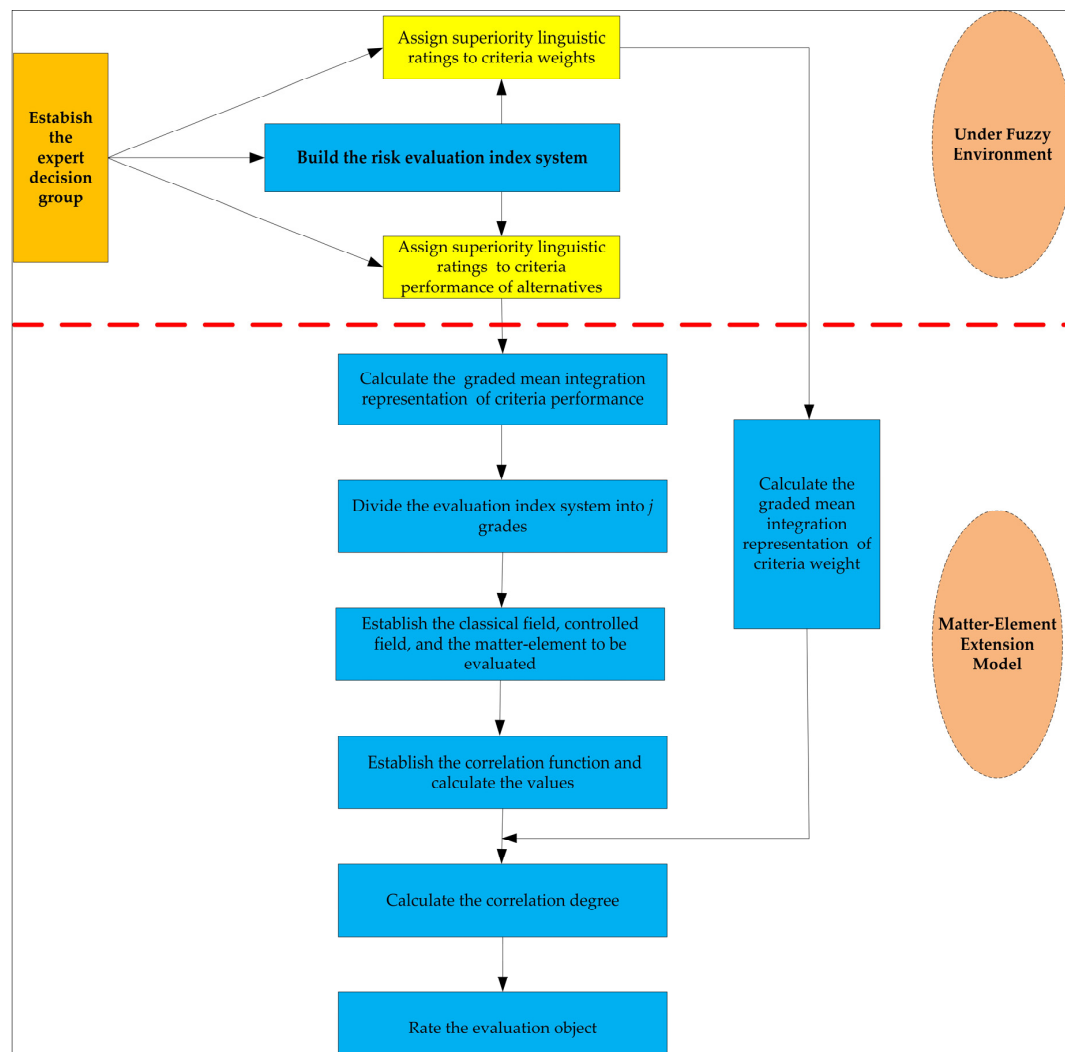 Assign superiority linguistic
ratings to criteria weights
Estabish
the
expert
decision
group
Build the risk evaluation index system
Under Fuzzy
Environment
Assign superiority linguistic
ratings to criteria
performance of alternatives
Calculate the graded mean integration
representation of criteria performance
Divide the evaluation index system into j
grades
Calculate the
graded mean
integration
representation of
criteria weight
Establish the classical field, controlled
field, and the matter-element to be
evaluated
Matter-Element
Extension
Model
Establish the correlation function and
calculate the values
Calculate the correlation degree
Rate the evaluation object